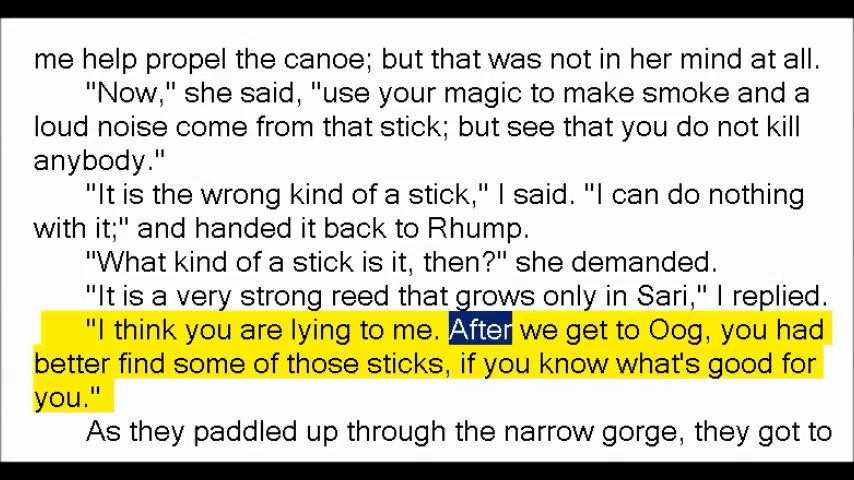 me help propel the canoe; but that was not in her mind at all.
"Now," she said, "use your magic to make smoke and a
loud noise come from that stick; but see that you do not kill
anybody."
"It is the wrong kind of a stick," I said. "I can do nothing
with it;" and handed it back to Rhump.
"What kind of a stick is it, then?" she demanded.
"It is a very strong reed that grows only in Sari," I replied.
"I think you are lying to me. After we get to Oog, you had
better find some of those sticks, if you know what's good for
you."
As they paddled up through the narrow gorge, they got to